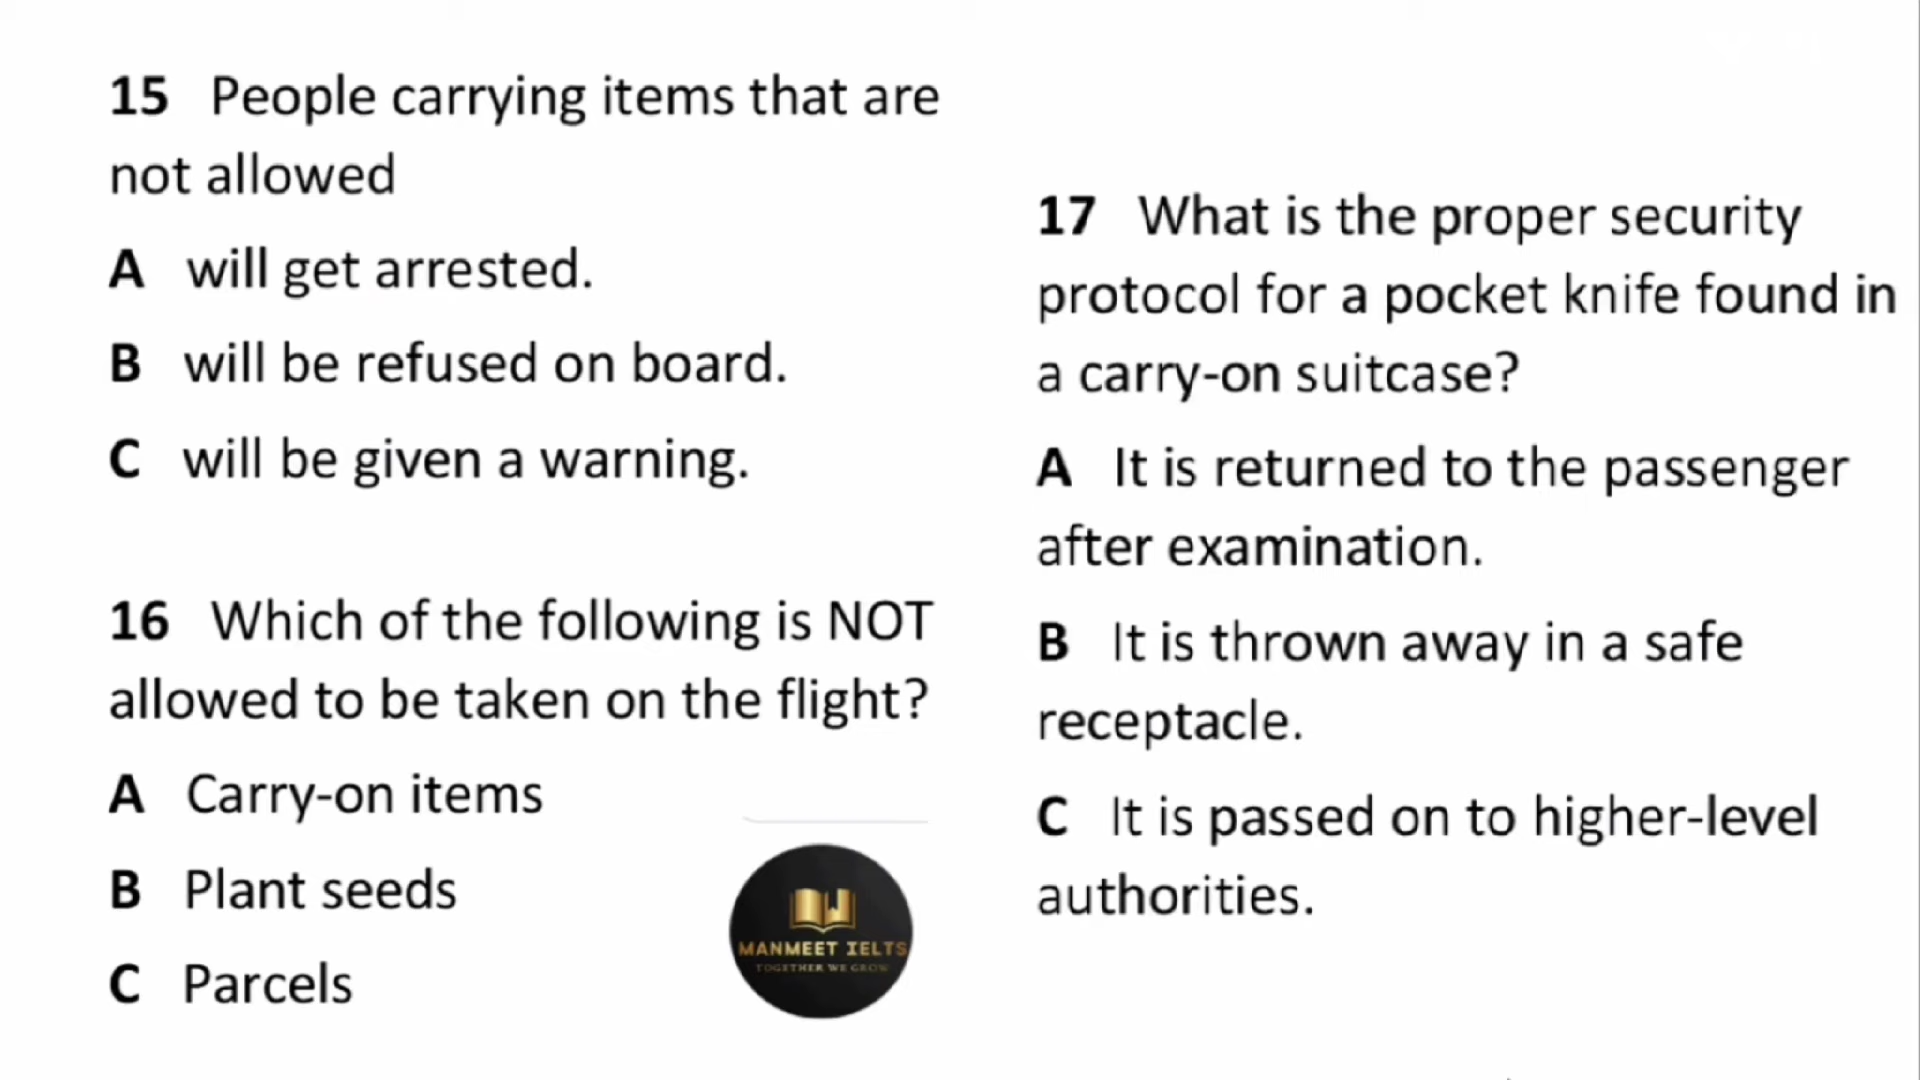 15 People carrying items that are
not allowed
A will get arrested.
B will be refused on board.
C will be given a warning.
16 Which of the following is NOT
allowed to be taken on the flight?
A Carry-on items
B Plant seeds
C Parcels
MANMEET IELTS
TOGETHER WE GROW
17 What is the proper security
protocol for a pocket knife found in
a carry-on suitcase?
A It is returned to the passenger
after examination.
B It is thrown away in a safe
receptacle.
C It is passed on to higher-level
authorities.